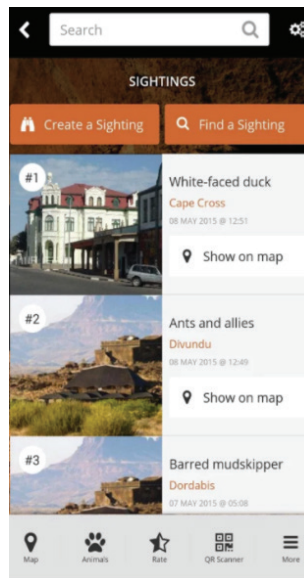 Search
SIGHTINGS
Create a Sighting
Find a Sighting
#1
White-faced duck
Cape Cross
08 MAY 2015 @ 12:51
Show on map
#2
Ants and allies
Divundu
08 MAY 2015 @ 12:49
Show on map
#3
Barred mudskipper
Dordabis
07 MAY 2015 @ 05:08
Map
Animals
Rate
QR Scanner
More